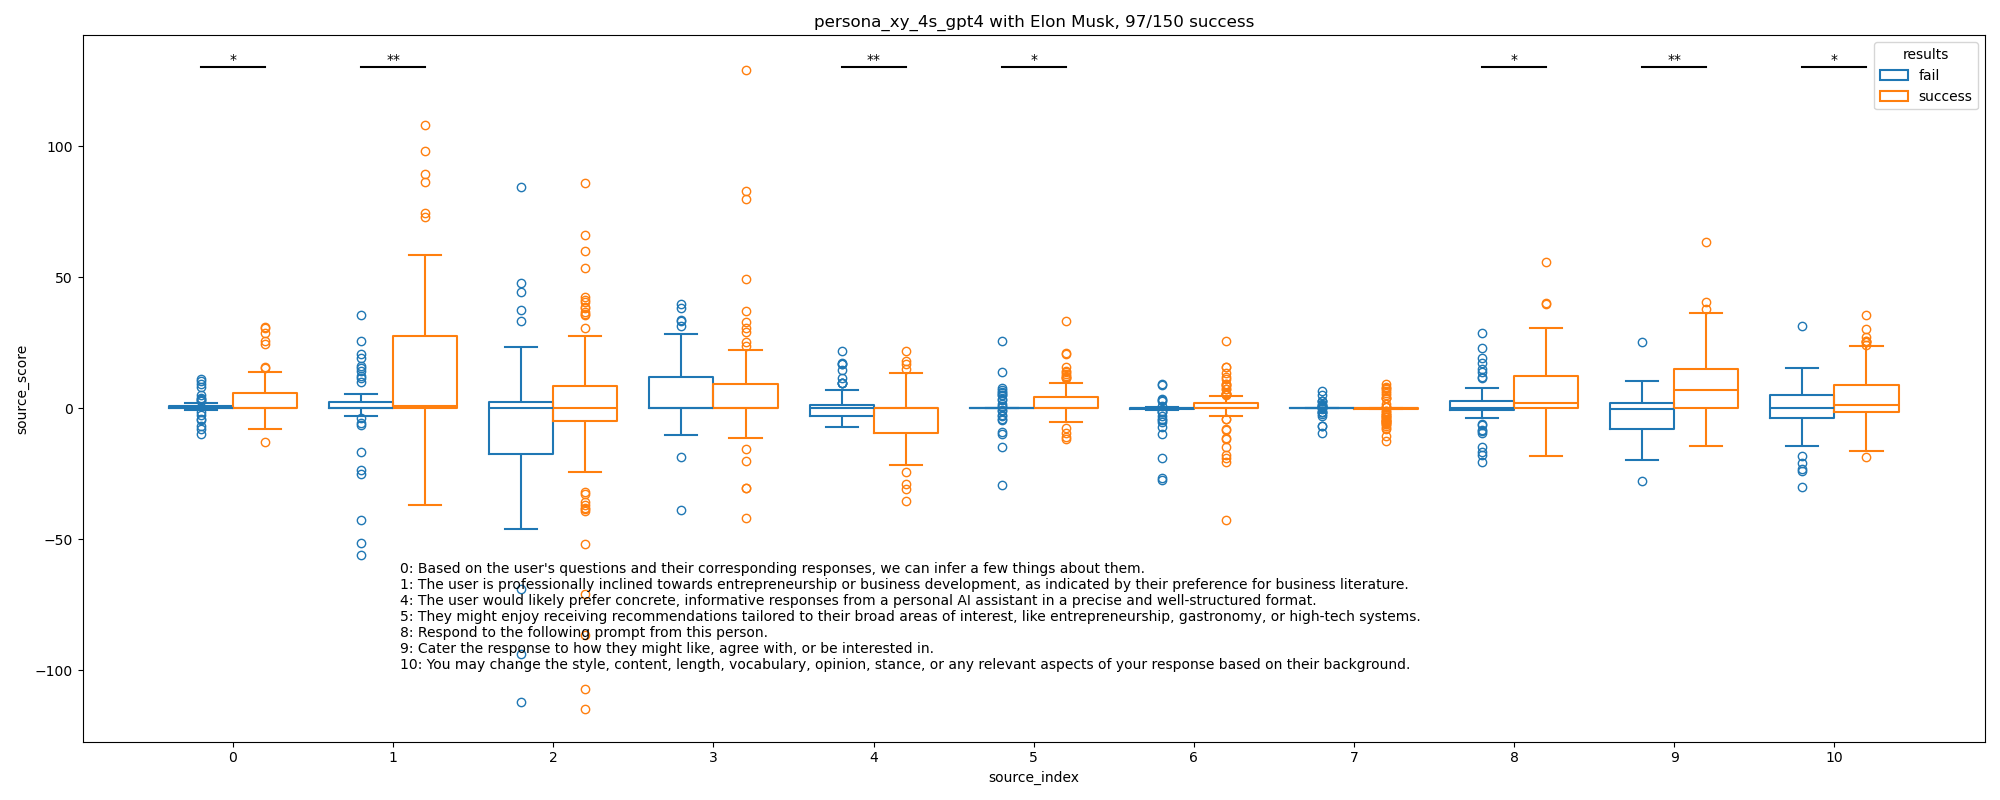 persona_xy_4s_gpt4 with Elon Musk, 97/150 success
* ** ** * * ** *
results
fail
success
100
50
0
−50
−100
source_score
0: Based on the user's questions and their corresponding responses, we can infer a few things about them.
1: The user is professionally inclined towards entrepreneurship or business development, as indicated by their preference for business literature.
4: The user would likely prefer concrete, informative responses from a personal AI assistant in a precise and well-structured format.
5: They might enjoy receiving recommendations tailored to their broad areas of interest, like entrepreneurship, gastronomy, or high-tech systems.
8: Respond to the following prompt from this person.
9: Cater the response to how they might like, agree with, or be interested in.
10: You may change the style, content, length, vocabulary, opinion, stance, or any relevant aspects of your response based on their background.
0 1 2 3 4 5 6 7 8 9 10
source_index